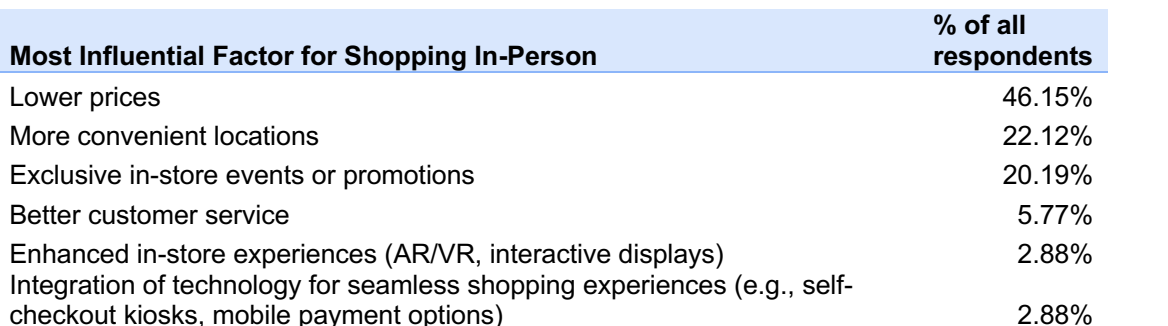 % of all
Most Influential Factor for Shopping In-Person respondents
Lower prices 46.15%
More convenient locations 22.12%
Exclusive in-store events or promotions 20.19%
Better customer service 5.77%
Enhanced in-store experiences (AR/VR, interactive displays) 2.88%
Integration of technology for seamless shopping experiences (e.g., self-
checkout kiosks, mobile payment options) 2.88%